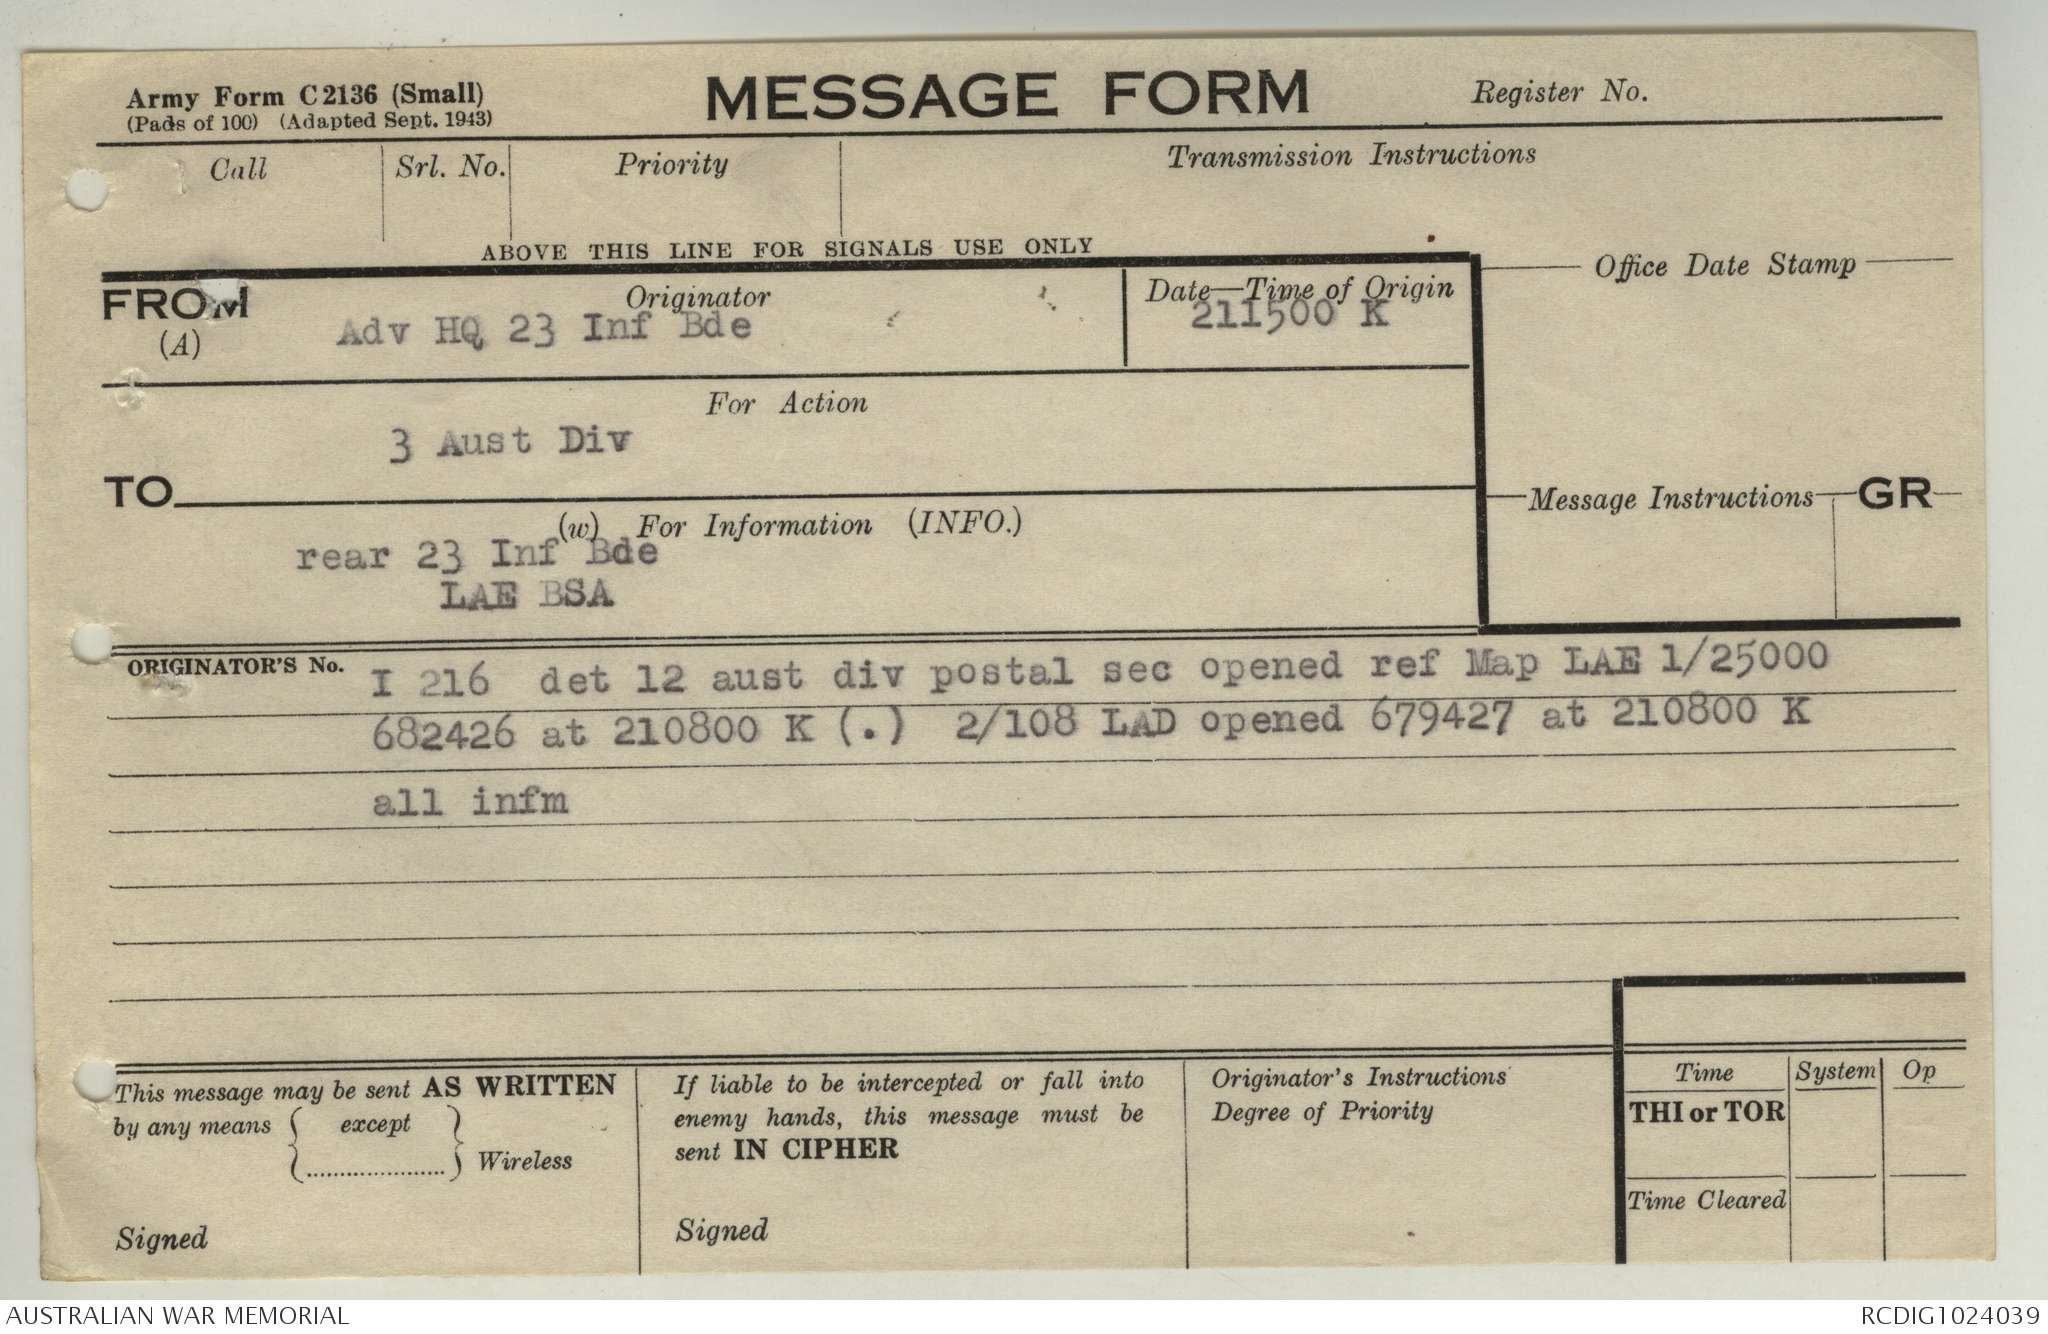 Army Form C2136 (Small)
(Pads of 100) (Adapted Sept. 1943)
MESSAGE FORM
Register No.
Call
Srl. No.
Priority
Transmission Instructions
ABOVE THIS LINE FOR SIGNALS USE ONLY
FROM
(A)
Originator
Adv HQ 23 Inf Bde
Date—Time of Origin
211500 K
Office Date Stamp
For Action
3 Aust Div
TO
(w) For Information (INFO.)
rear 23 Inf Bde
LAE BSA
Message Instructions
GR
ORIGINATOR'S No.
I 216 det 12 aust div postal sec opened ref Map LAE 1/25000
682426 at 210800 K (.) 2/108 LAD opened 679427 at 210800 K
all infm
This message may be sent AS WRITTEN
by any means { except }
{ ..................... } Wireless
Signed
If liable to be intercepted or fall into
enemy hands, this message must be
sent IN CIPHER
Signed
Originator's Instructions
Degree of Priority
Time
System
Op
THI or TOR
Time Cleared
AUSTRALIAN WAR MEMORIAL
RCDIG1024039